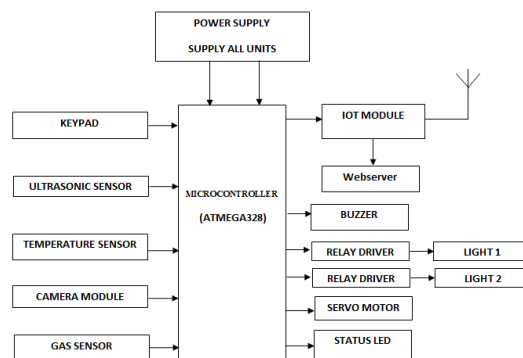 POWER SUPPLY
SUPPLY ALL UNITS
KEYPAD
ULTRASONIC SENSOR
TEMPERATURE SENSOR
CAMERA MODULE
GAS SENSOR
MICROCONTROLLER
(ATMEGA328)
IOT MODULE
Webserver
BUZZER
RELAY DRIVER
LIGHT 1
RELAY DRIVER
LIGHT 2
SERVO MOTOR
STATUS LED